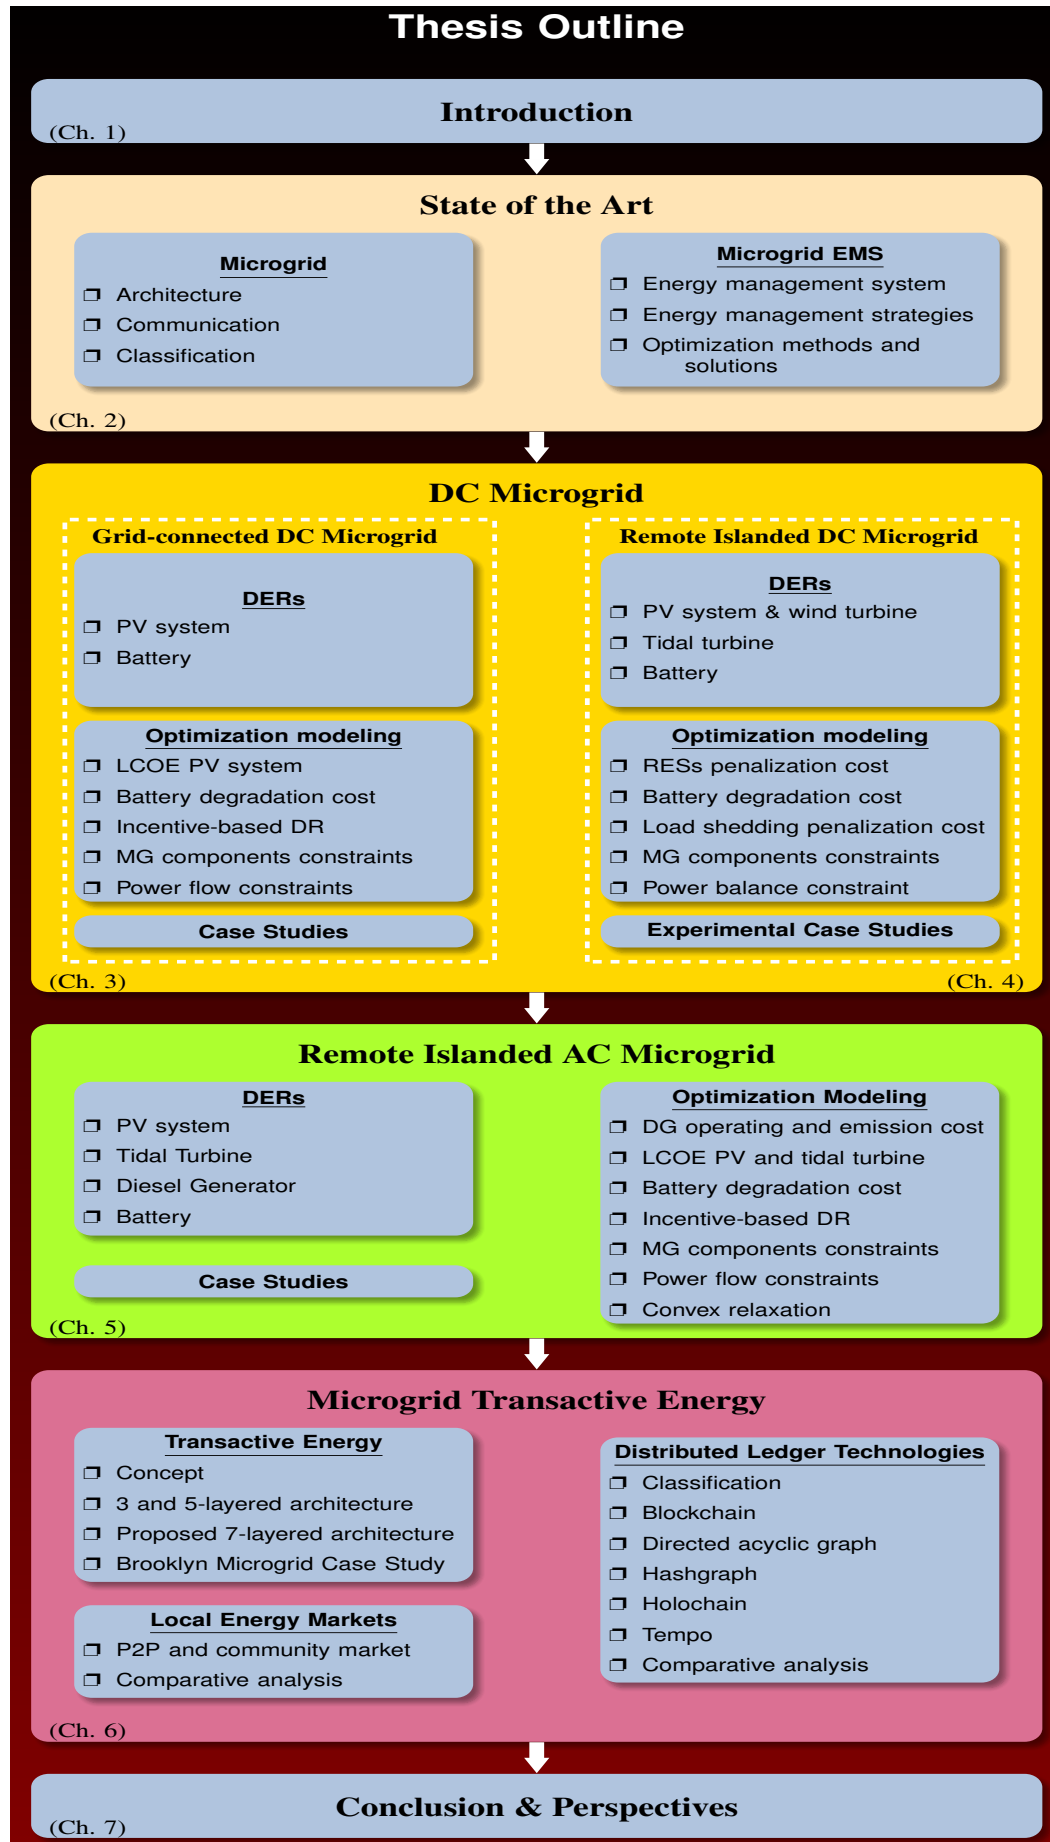 Thesis Outline
Introduction
(Ch. 1)
State of the Art
Microgrid
❐ Architecture
❐ Communication
❐ Classification
Microgrid EMS
❐ Energy management system
❐ Energy management strategies
❐ Optimization methods and
solutions
(Ch. 2)
DC Microgrid
Grid-connected DC Microgrid
DERs
❐ PV system
❐ Battery
Optimization modeling
❐ LCOE PV system
❐ Battery degradation cost
❐ Incentive-based DR
❐ MG components constraints
❐ Power flow constraints
Case Studies
(Ch. 3)
Remote Islanded DC Microgrid
DERs
❐ PV system & wind turbine
❐ Tidal turbine
❐ Battery
Optimization modeling
❐ RESs penalization cost
❐ Battery degradation cost
❐ Load shedding penalization cost
❐ MG components constraints
❐ Power balance constraint
Experimental Case Studies
(Ch. 4)
Remote Islanded AC Microgrid
DERs
❐ PV system
❐ Tidal Turbine
❐ Diesel Generator
❐ Battery
Case Studies
Optimization Modeling
❐ DG operating and emission cost
❐ LCOE PV and tidal turbine
❐ Battery degradation cost
❐ Incentive-based DR
❐ MG components constraints
❐ Power flow constraints
❐ Convex relaxation
(Ch. 5)
Microgrid Transactive Energy
Transactive Energy
❐ Concept
❐ 3 and 5-layered architecture
❐ Proposed 7-layered architecture
❐ Brooklyn Microgrid Case Study
Local Energy Markets
❐ P2P and community market
❐ Comparative analysis
Distributed Ledger Technologies
❐ Classification
❐ Blockchain
❐ Directed acyclic graph
❐ Hashgraph
❐ Holochain
❐ Tempo
❐ Comparative analysis
(Ch. 6)
Conclusion & Perspectives
(Ch. 7)